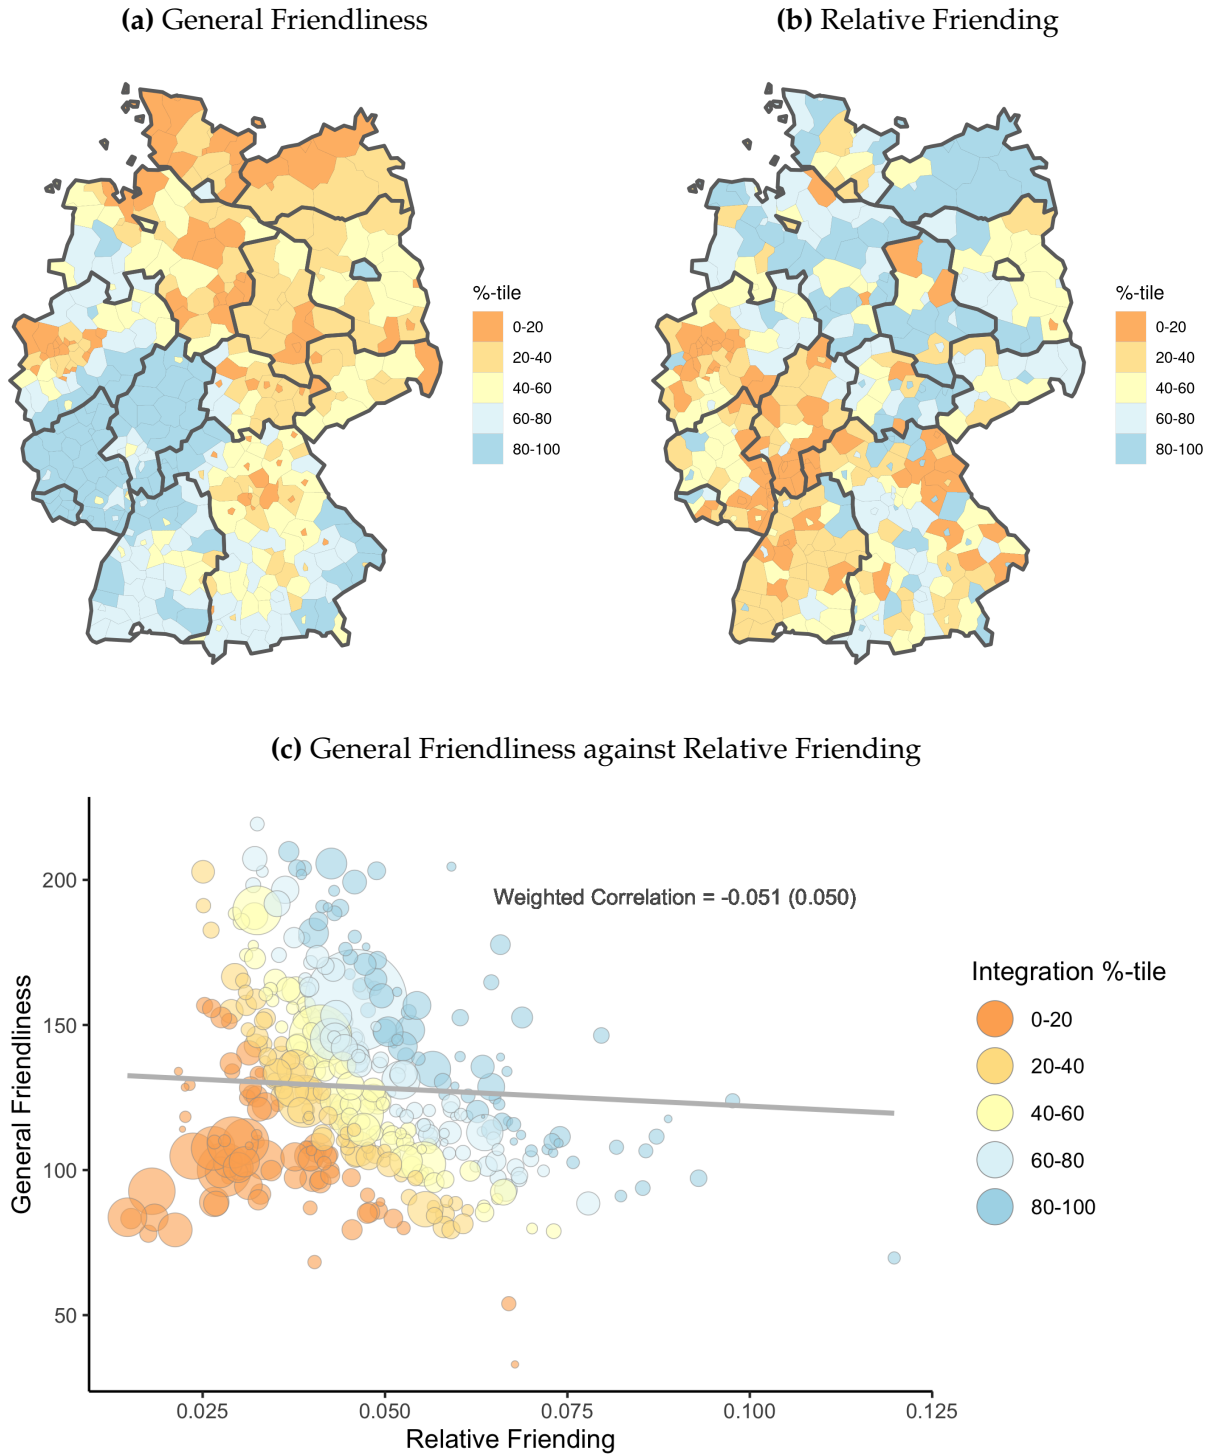 (a) General Friendliness
(b) Relative Friending
%-tile
0-20
20-40
40-60
60-80
80-100
%-tile
0-20
20-40
40-60
60-80
80-100
(c) General Friendliness against Relative Friending
200
150
100
50
General Friendliness
Weighted Correlation = -0.051 (0.050)
Integration %-tile
0-20
20-40
40-60
60-80
80-100
0.025
0.050
0.075
0.100
0.125
Relative Friending